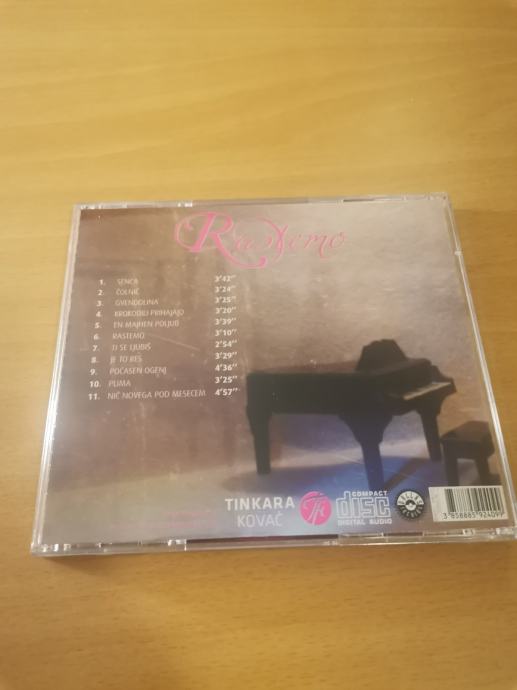 Rastemo
1. SENCA 3'42''
2. ČOLNIČ 3'24''
3. GVENDOLINA 3'25''
4. KROKODILI PRIHAJAJO 3'20''
5. EN MAJHEN POLJUB 3'39''
6. RASTEMO 3'10''
7. TI SE LJUBIŠ 2'54''
8. JE TO RES 3'29''
9. POČASEN OGENJ 4'36''
10. PLIMA 3'25''
11. NIČ NOVEGA POD MESECEM 4'57''
TINKARA
KOVAČ
COMPACT
disc
DIGITAL AUDIO